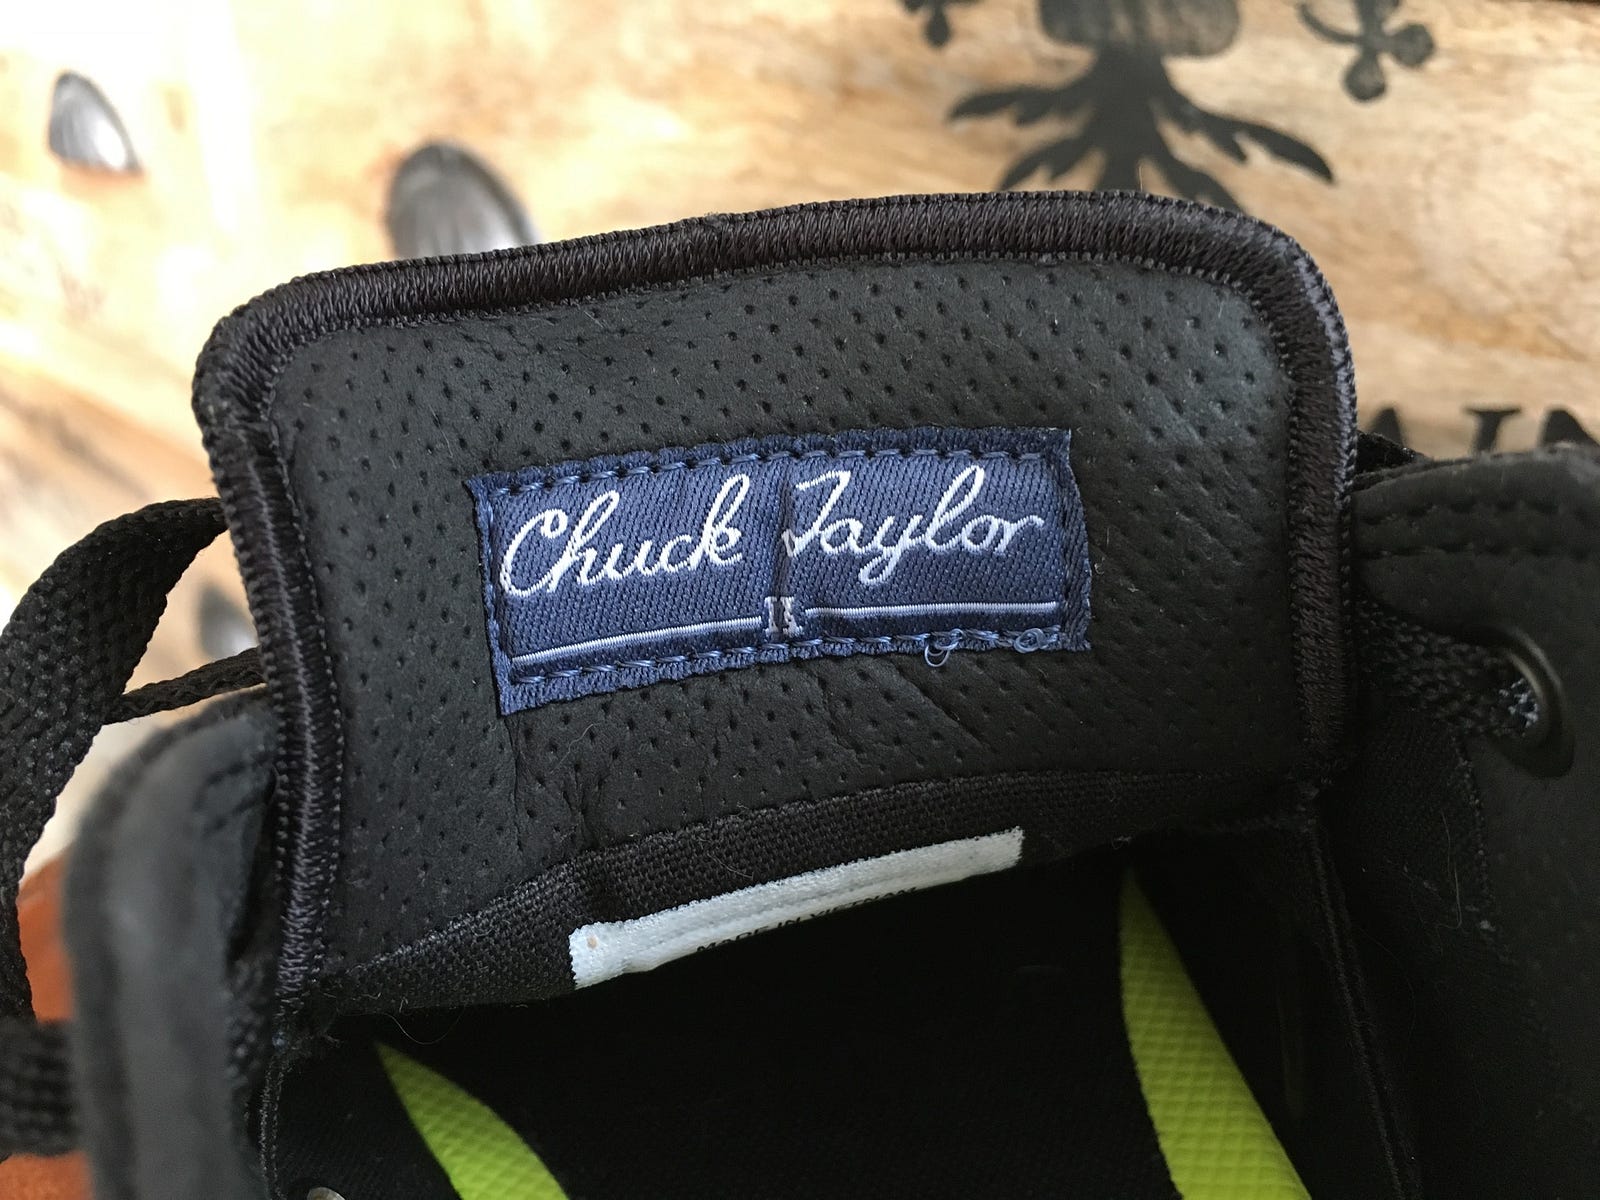 Chuck Taylor
II
MADE IN VIETNAM